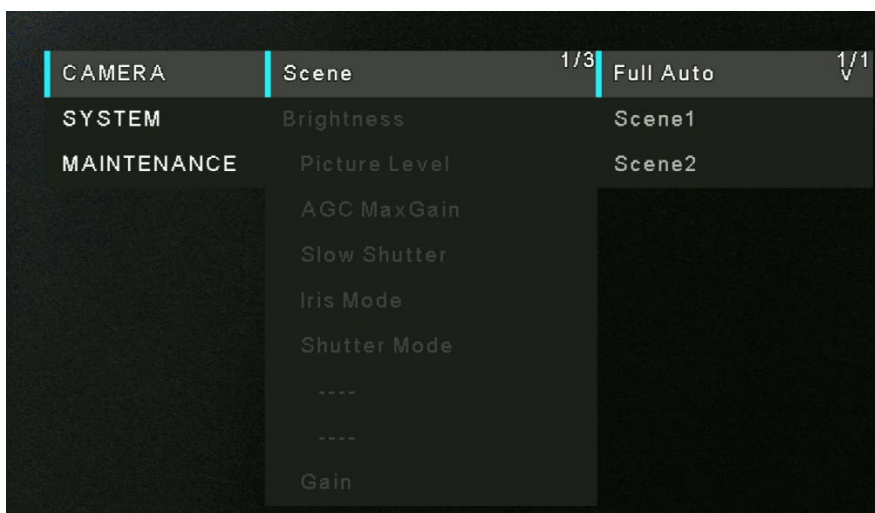 CAMERA
SYSTEM
MAINTENANCE
Scene 1/3
Brightness
Picture Level
AGC MaxGain
Slow Shutter
Iris Mode
Shutter Mode
----
----
Gain
Full Auto 1/1
v
Scene1
Scene2